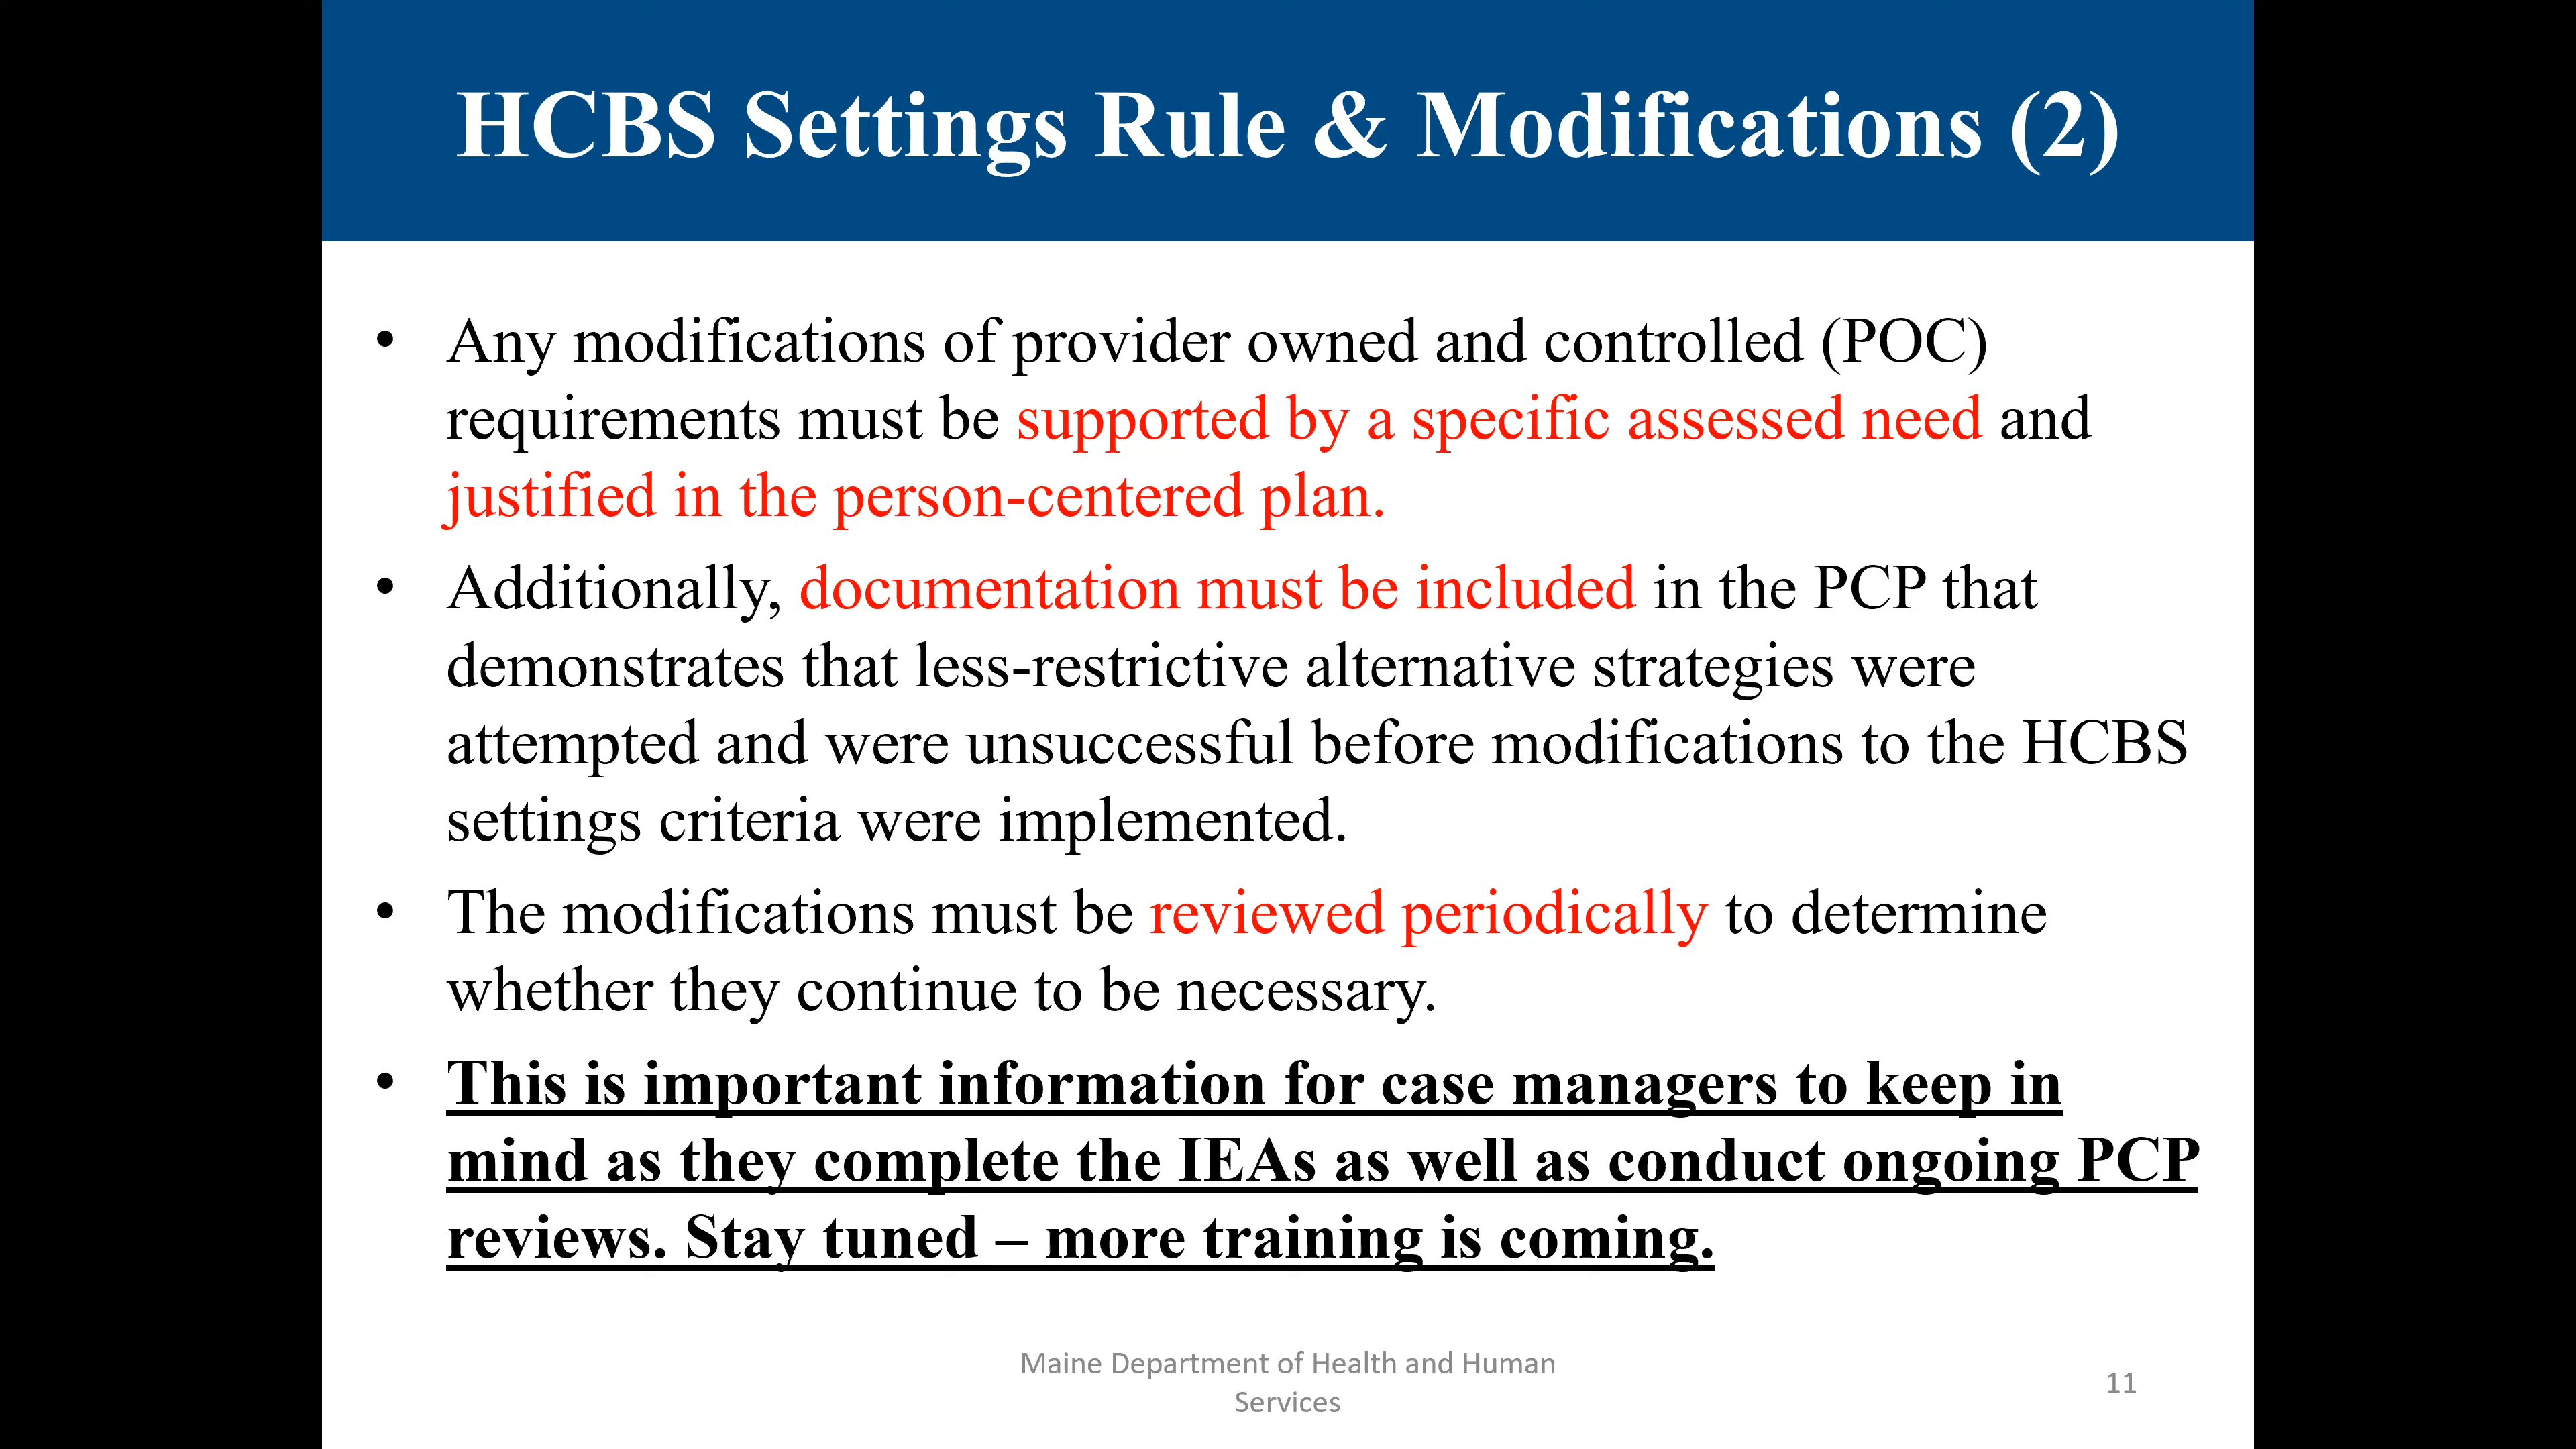 HCBS Settings Rule & Modifications (2)
• Any modifications of provider owned and controlled (POC)
requirements must be supported by a specific assessed need and
justified in the person-centered plan.
• Additionally, documentation must be included in the PCP that
demonstrates that less-restrictive alternative strategies were
attempted and were unsuccessful before modifications to the HCBS
settings criteria were implemented.
• The modifications must be reviewed periodically to determine
whether they continue to be necessary.
• This is important information for case managers to keep in
mind as they complete the IEAs as well as conduct ongoing PCP
reviews. Stay tuned – more training is coming.
Maine Department of Health and Human
Services
11